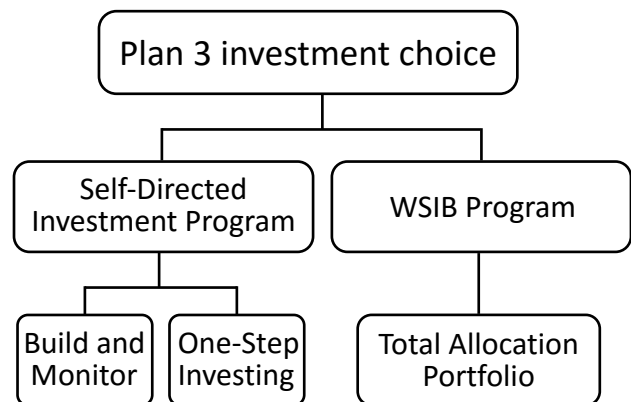 Plan 3 investment choice
Self-Directed
Investment Program
WSIB Program
Build and
Monitor
One-Step
Investing
Total Allocation
Portfolio